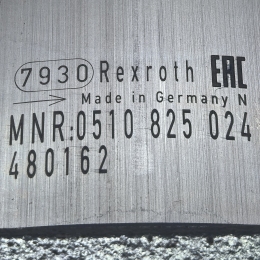 7930 Rexroth EAC
Made in Germany N
MNR:0510 825 024
480162